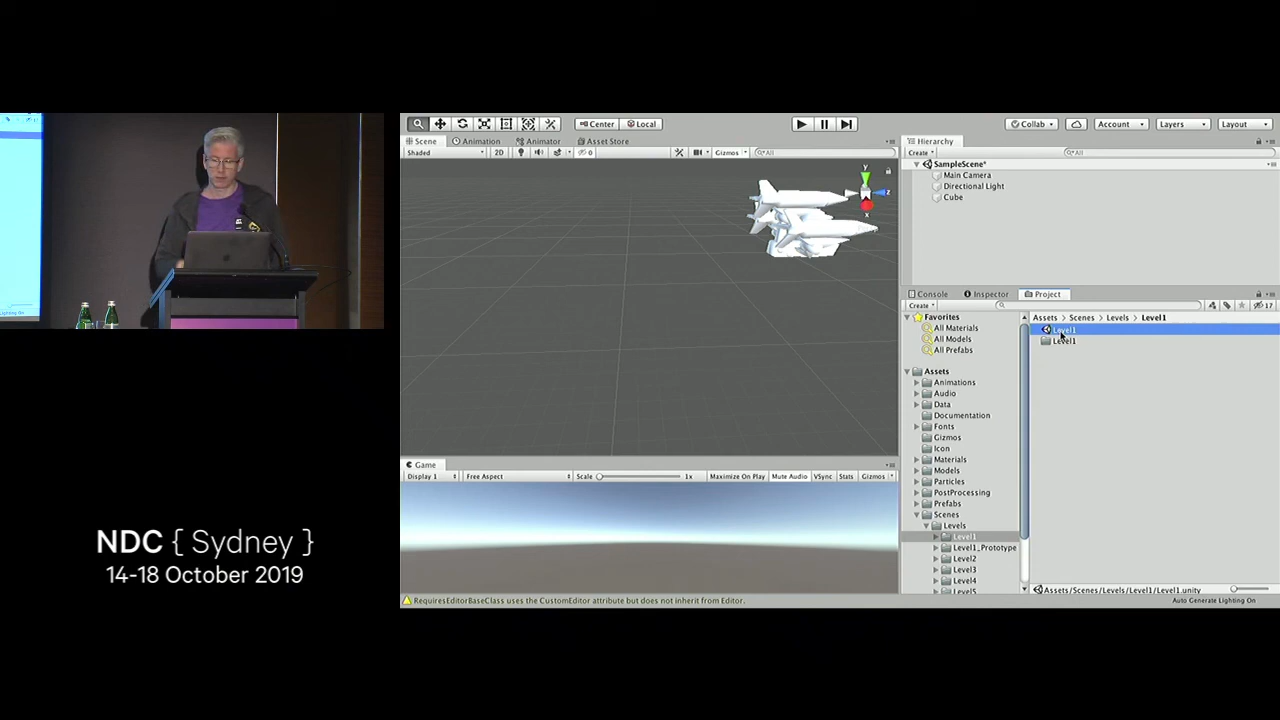 Center
Local
Collab
Account
Layers
Layout
Scene
Animation
Animator
Asset Store
Shaded
2D
0
Gizmos
All
Hierarchy
Create
All
SampleScene*
Main Camera
Directional Light
Cube
Console
Inspector
Project
Create
17
Favorites
All Materials
All Models
All Prefabs
Assets
Animations
Audio
Data
Documentation
Fonts
Gizmos
Icon
Materials
Models
Particles
PostProcessing
Prefabs
Scenes
Levels
Level1
Level1_Prototype
Level2
Level3
Level4
Level5
Assets Scenes Levels Level1
Level1
Level1
Assets/Scenes/Levels/Level1/Level1.unity
Auto Generate Lighting On
y
z
x
Game
Display 1
Free Aspect
Scale
1x
Maximize On Play
Mute Audio
VSync
Stats
Gizmos
RequiresEditorBaseClass uses the CustomEditor attribute but does not inherit from Editor.
NDC { Sydney }
14-18 October 2019